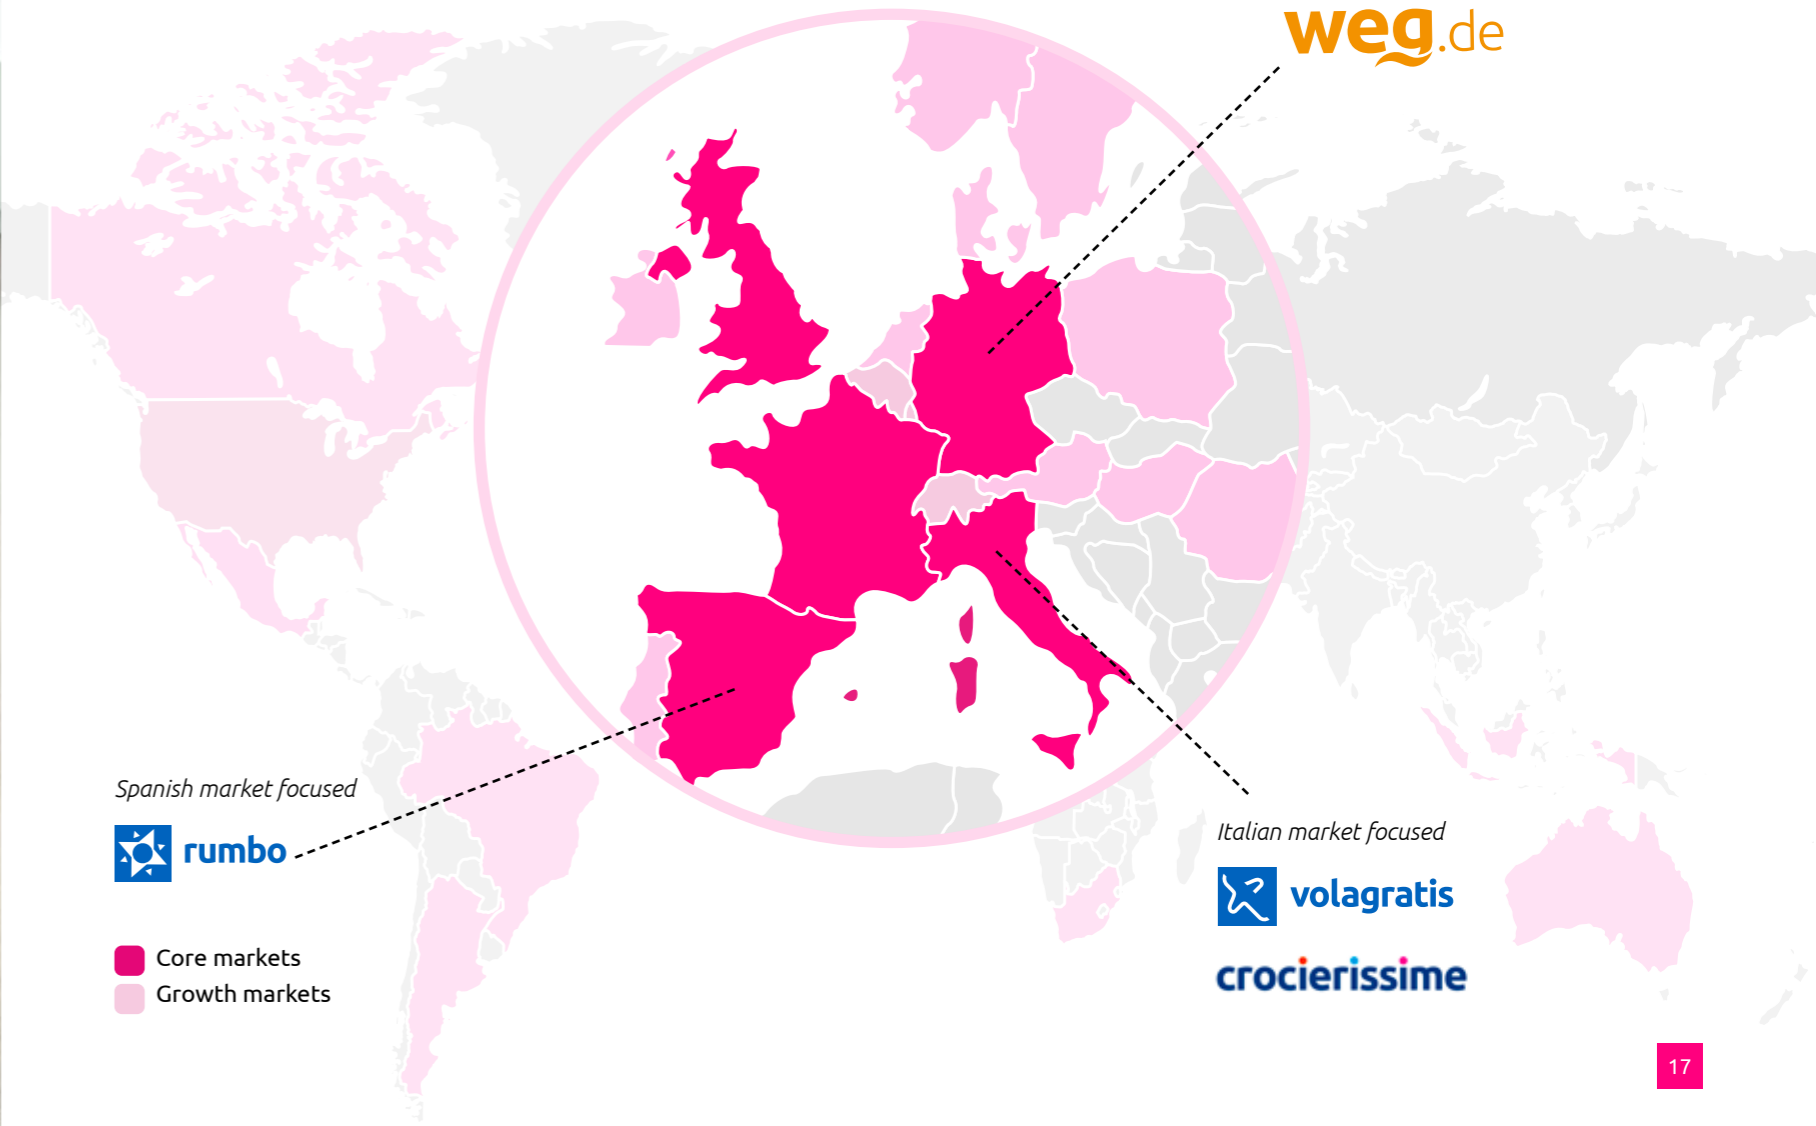 weg.de
Spanish market focused
rumbo
Italian market focused
volagratis
crocierissime
Core markets
Growth markets
17